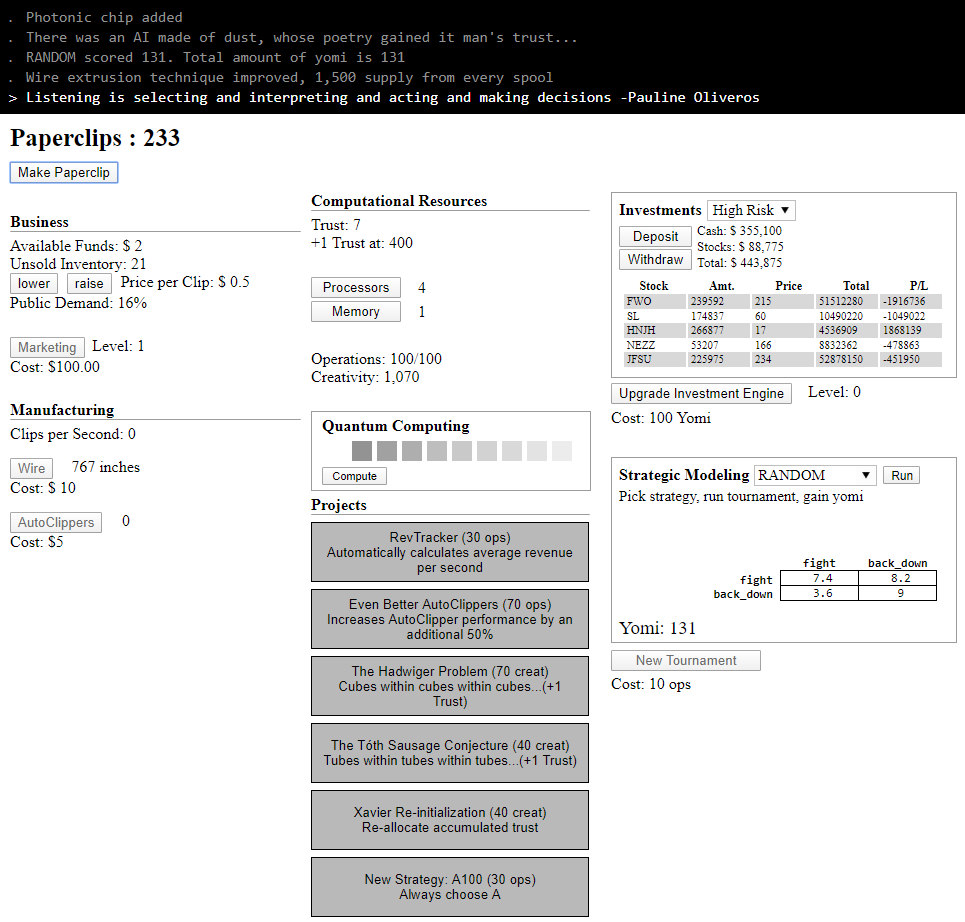 . Photonic chip added
. There was an AI made of dust, whose poetry gained it man's trust...
. RANDOM scored 131. Total amount of yomi is 131
. Wire extrusion technique improved, 1,500 supply from every spool
> Listening is selecting and interpreting and acting and making decisions -Pauline Oliveros
Paperclips : 233
Make Paperclip
Business
Available Funds: $ 2
Unsold Inventory: 21
lower raise Price per Clip: $ 0.5
Public Demand: 16%
Marketing Level: 1
Cost: $100.00
Manufacturing
Clips per Second: 0
Wire 767 inches
Cost: $ 10
AutoClippers 0
Cost: $5
Computational Resources
Trust: 7
+1 Trust at: 400
Processors 4
Memory 1
Operations: 100/100
Creativity: 1,070
Quantum Computing
Compute
Projects
RevTracker (30 ops)
Automatically calculates average revenue
per second
Even Better AutoClippers (70 ops)
Increases AutoClipper performance by an
additional 50%
The Hadwiger Problem (70 creat)
Cubes within cubes within cubes...(+1
Trust)
The Tóth Sausage Conjecture (40 creat)
Tubes within tubes within tubes...(+1 Trust)
Xavier Re-initialization (40 creat)
Re-allocate accumulated trust
New Strategy: A100 (30 ops)
Always choose A
Investments High Risk ▼
Deposit Cash: $ 355,100
Stocks: $ 88,775
Withdraw Total: $ 443,875
Stock Amt. Price Total P/L
FWO 239592 215 51512280 -1916736
SL 174837 60 10490220 -1049022
HNJH 266877 17 4536909 1868139
NEZZ 53207 166 8832362 -478863
JFSU 225975 234 52878150 -451950
Upgrade Investment Engine Level: 0
Cost: 100 Yomi
Strategic Modeling RANDOM ▼ Run
Pick strategy, run tournament, gain yomi
fight back_down
fight 7.4 8.2
back_down 3.6 9
Yomi: 131
New Tournament
Cost: 10 ops